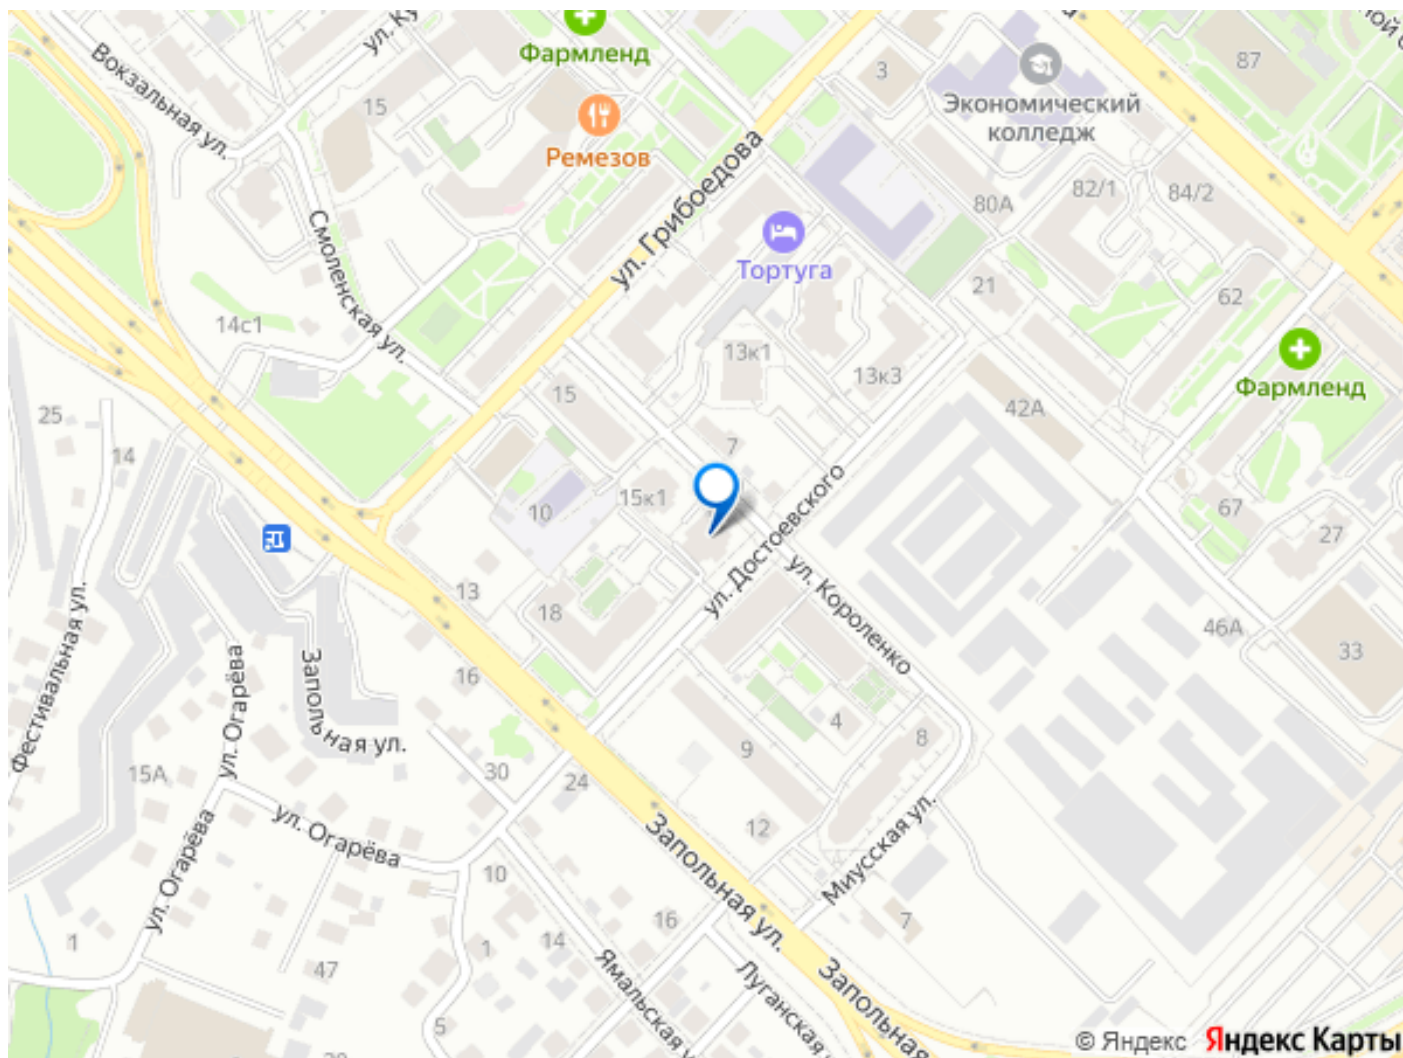 Фармленд
Вокзальная ул.
ул. К
15
Ремезов
3
Экономический
колледж
87
ул. Грибоедова
80А
82/1
84/2
Смоленская ул.
Тортуга
21
62
14с1
13к1
13к3
Фармленд
15
42А
25
14
7
15к1
10
67
27
ул. Достоевского
ул. Короленко
13
18
46А
33
Фестивальная ул.
ул. Огарёва
Запольная ул.
16
4
8
9
15А
30
24
12
ул. Огарёва
ул. Огарёва
Запольная ул.
Миусская ул.
10
16
7
1
1
14
47
Ямальская у
Луганская
Запольная
5
© Яндекс
Яндекс Карты